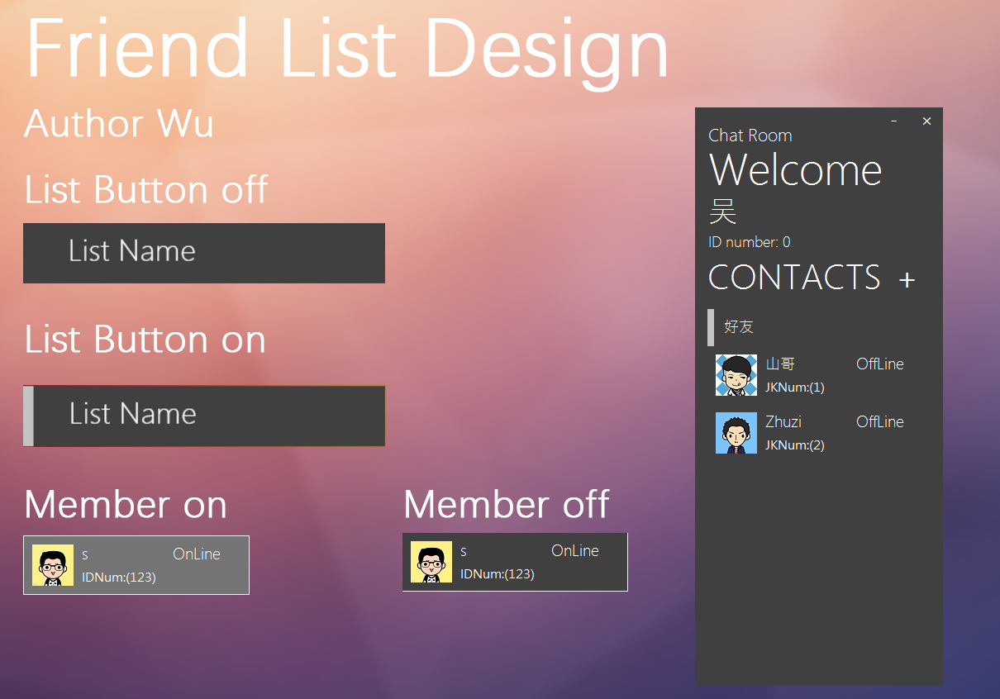 Friend List Design
Author Wu
List Button off
List Name
List Button on
List Name
Member on
s OnLine
IDNum:(123)
Member off
s OnLine
IDNum:(123)
Chat Room
Welcome
吴
ID number: 0
CONTACTS +
好友
山哥 OffLine
JKNum:(1)
Zhuzi OffLine
JKNum:(2)